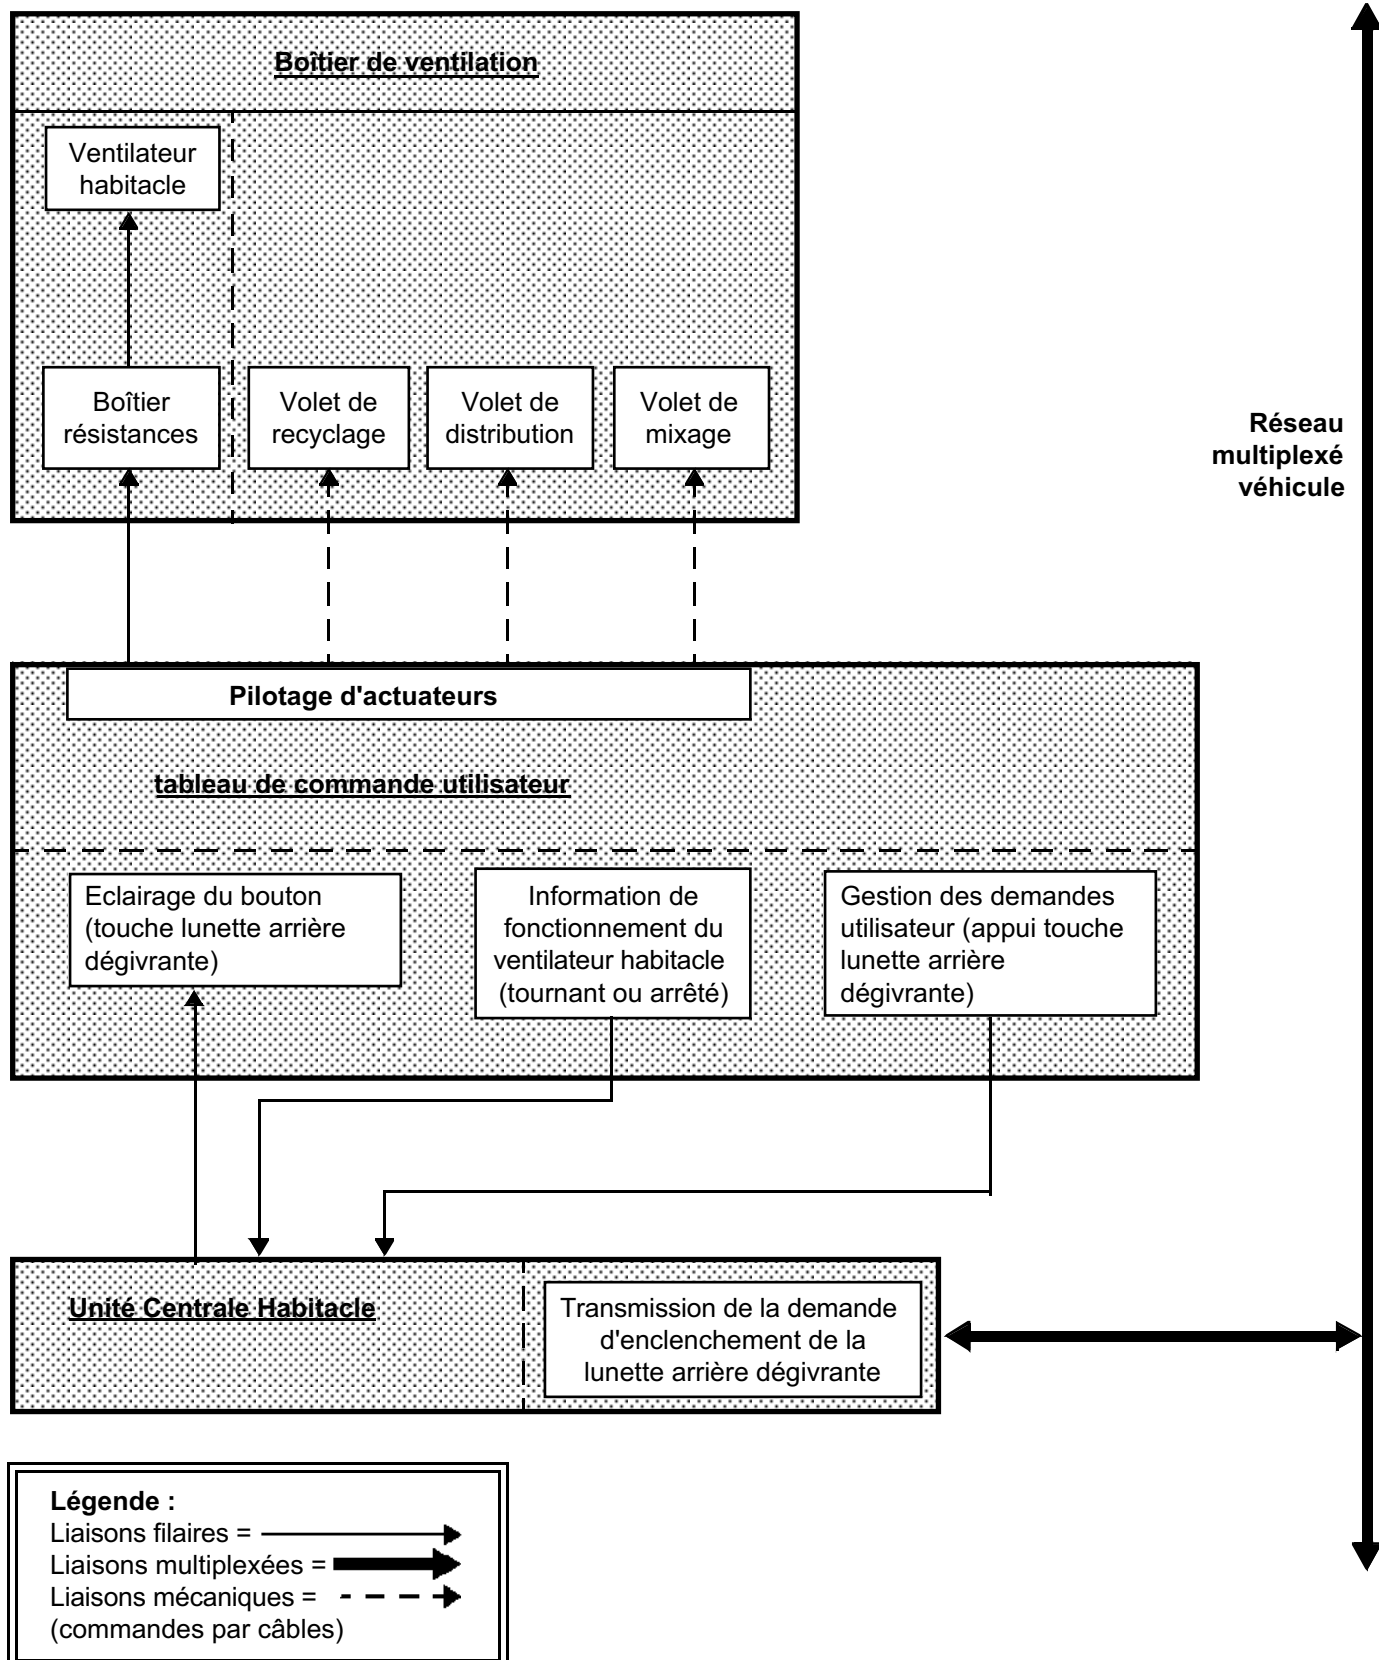 Boîtier de ventilation
Ventilateur
habitacle
Boîtier
résistances
Volet de
recyclage
Volet de
distribution
Volet de
mixage
Réseau
multiplexé
véhicule
Pilotage d'actuateurs
tableau de commande utilisateur
Eclairage du bouton
(touche lunette arrière
dégivrante)
Information de
fonctionnement du
ventilateur habitacle
(tournant ou arrêté)
Gestion des demandes
utilisateur (appui touche
lunette arrière
dégivrante)
Unité Centrale Habitacle
Transmission de la demande
d'enclenchement de la
lunette arrière dégivrante
Légende :
Liaisons filaires =
Liaisons multiplexées =
Liaisons mécaniques =
(commandes par câbles)